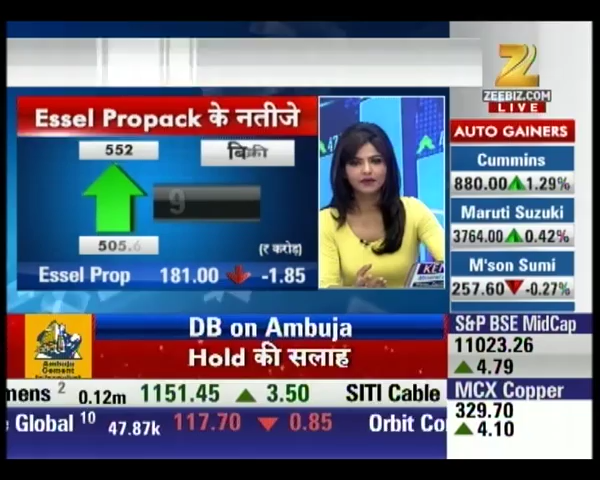 Z
ZEEBIZ.COM
LIVE
Essel Propack के नतीजे
552
बिक्री
9
505.6
(₹ करोड़)
Essel Prop 181.00 -1.85
AUTO GAINERS
Cummins
880.00 1.29%
Maruti Suzuki
3764.00 0.42%
M'son Sumi
257.60 -0.27%
DB on Ambuja
Hold की सलाह
Ambuja
Cement
S&P BSE MidCap
11023.26
4.79
MCX Copper
329.70
4.10
mens 2 0.12m 1151.45 3.50 SITI Cable
Global 10 47.87k 117.70 0.85 Orbit Co